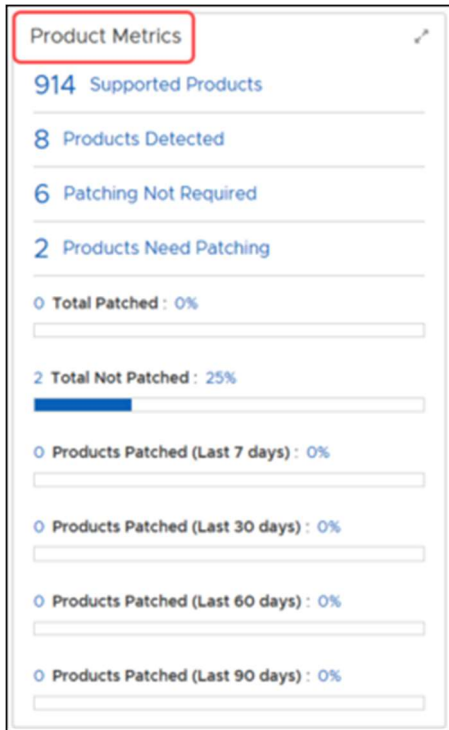 Product Metrics
914 Supported Products
8 Products Detected
6 Patching Not Required
2 Products Need Patching
0 Total Patched : 0%
2 Total Not Patched : 25%
0 Products Patched (Last 7 days) : 0%
0 Products Patched (Last 30 days) : 0%
0 Products Patched (Last 60 days) : 0%
0 Products Patched (Last 90 days) : 0%